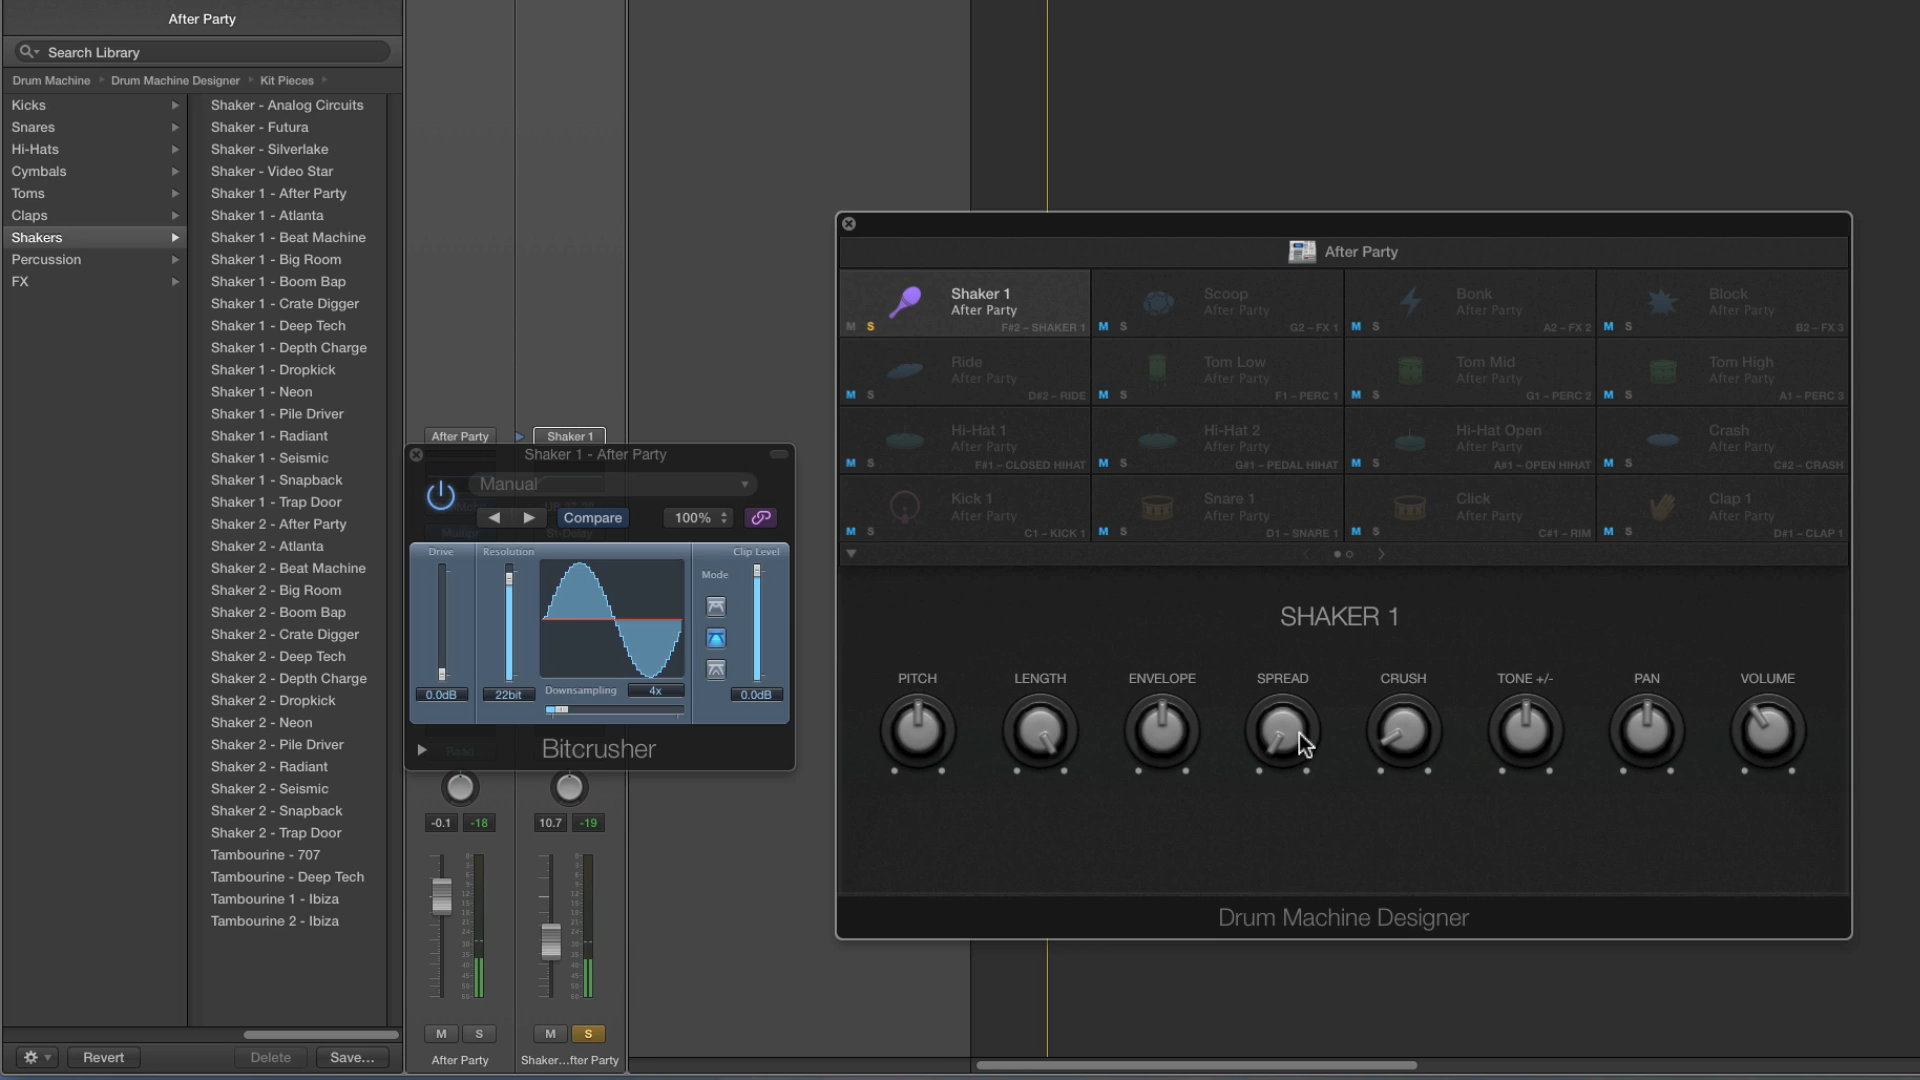 After Party
Search Library
Drum Machine
Drum Machine Designer
Kit Pieces
Kicks
Snares
Hi-Hats
Cymbals
Toms
Claps
Shakers
Percussion
FX
Shaker - Analog Circuits
Shaker - Futura
Shaker - Silverlake
Shaker - Video Star
Shaker 1 - After Party
Shaker 1 - Atlanta
Shaker 1 - Beat Machine
Shaker 1 - Big Room
Shaker 1 - Boom Bap
Shaker 1 - Crate Digger
Shaker 1 - Deep Tech
Shaker 1 - Depth Charge
Shaker 1 - Dropkick
Shaker 1 - Neon
Shaker 1 - Pile Driver
Shaker 1 - Radiant
Shaker 1 - Seismic
Shaker 1 - Snapback
Shaker 1 - Trap Door
Shaker 2 - After Party
Shaker 2 - Atlanta
Shaker 2 - Beat Machine
Shaker 2 - Big Room
Shaker 2 - Boom Bap
Shaker 2 - Crate Digger
Shaker 2 - Deep Tech
Shaker 2 - Depth Charge
Shaker 2 - Dropkick
Shaker 2 - Neon
Shaker 2 - Pile Driver
Shaker 2 - Radiant
Shaker 2 - Seismic
Shaker 2 - Snapback
Shaker 2 - Trap Door
Tambourine - 707
Tambourine - Deep Tech
Tambourine 1 - Ibiza
Tambourine 2 - Ibiza
Revert
Delete
Save...
After Party
Shaker 1
Shaker 1 - After Party
Manual
Compare
100%
Drive
Resolution
Clip Level
Mode
Downsampling
4x
0.0dB
22bit
0.0dB
Read
Bitcrusher
-0.1
-18
10.7
-19
M
S
M
S
After Party
Shaker...fter Party
After Party
Shaker 1
After Party
M S
F#2 – SHAKER 1
Scoop
After Party
M S
G2 – FX 1
Bonk
After Party
M S
A2 – FX 2
Block
After Party
M S
B2 – FX 3
Ride
After Party
M S
D#2 – RIDE
Tom Low
After Party
M S
F1 – PERC 1
Tom Mid
After Party
M S
G1 – PERC 2
Tom High
After Party
M S
A1 – PERC 3
Hi-Hat 1
After Party
M S
F#1 – CLOSED HIHAT
Hi-Hat 2
After Party
M S
G#1 – PEDAL HIHAT
Hi-Hat Open
After Party
M S
A#1 – OPEN HIHAT
Crash
After Party
M S
C#2 – CRASH
Kick 1
After Party
M S
C1 – KICK 1
Snare 1
After Party
M S
D1 – SNARE 1
Click
After Party
M S
C#1 – RIM
Clap 1
After Party
M S
D#1 – CLAP 1
SHAKER 1
PITCH
LENGTH
ENVELOPE
SPREAD
CRUSH
TONE +/-
PAN
VOLUME
Drum Machine Designer